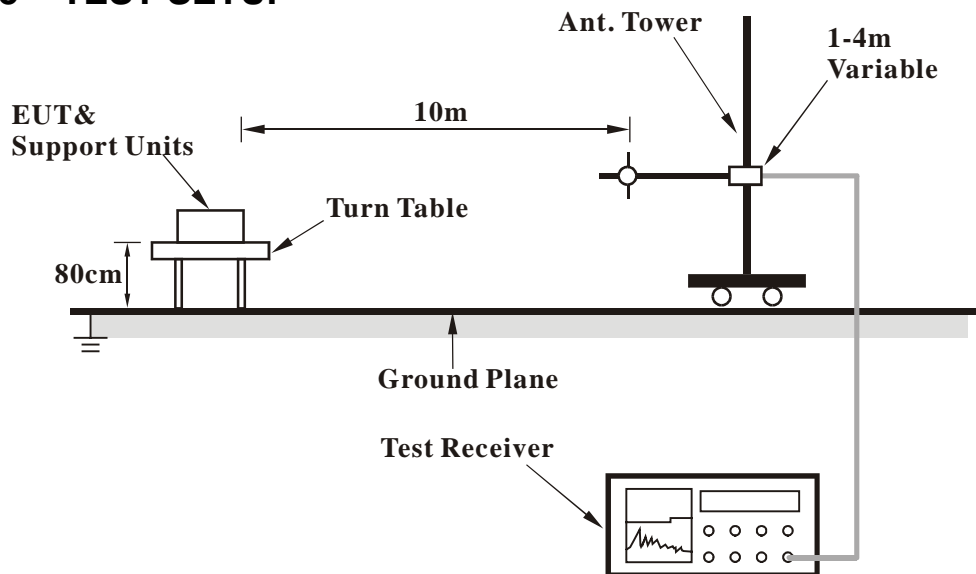 Ant. Tower
1-4m
Variable
EUT&
Support Units
10m
Turn Table
80cm
Ground Plane
Test Receiver